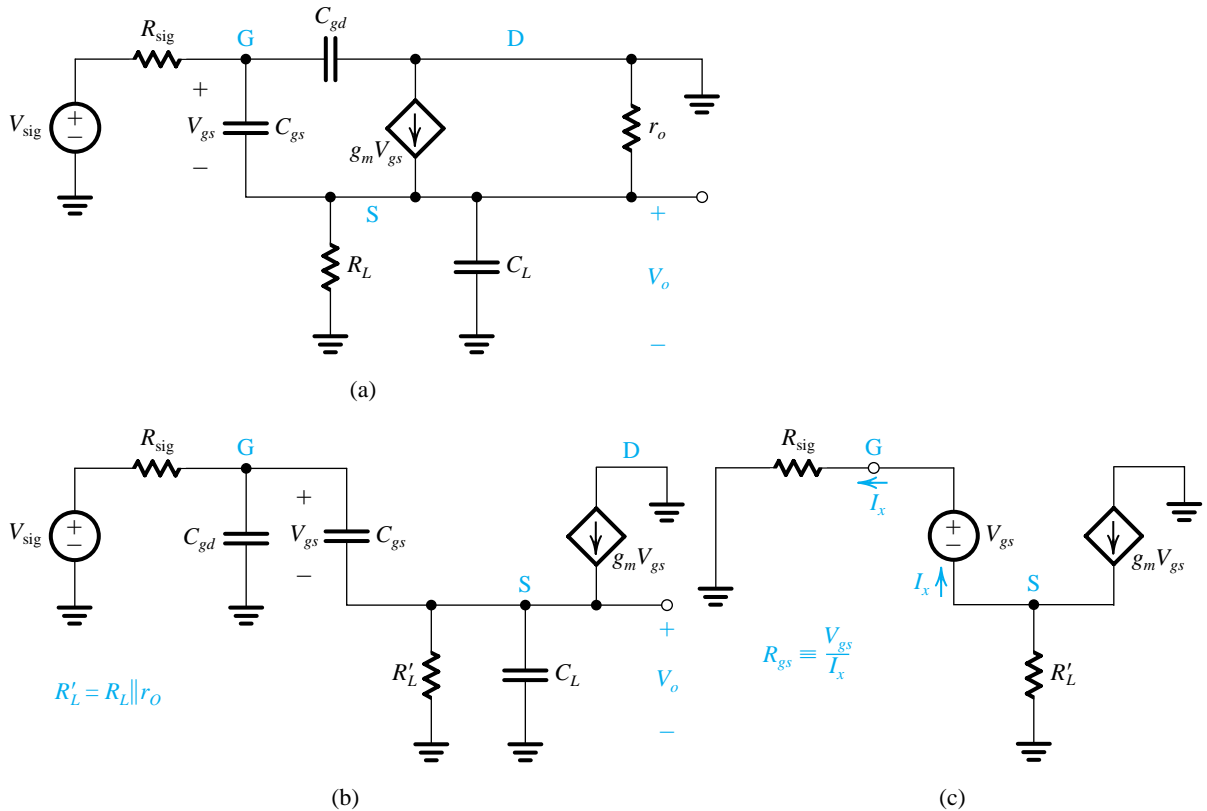 C_gd
R_sig
G
D
+
V_sig
+
−
V_gs
C_gs
−
g_m V_gs
r_o
S
+
R_L
C_L
V_o
−
(a)
R_sig
G
D
V_sig
+
−
C_gd
+
V_gs
−
C_gs
g_m V_gs
S
+
R′_L
C_L
V_o
−
R′_L = R_L || r_O
(b)
R_sig
G
I_x
+
−
V_gs
g_m V_gs
I_x
S
R_gs ≡ V_gs / I_x
R′_L
(c)